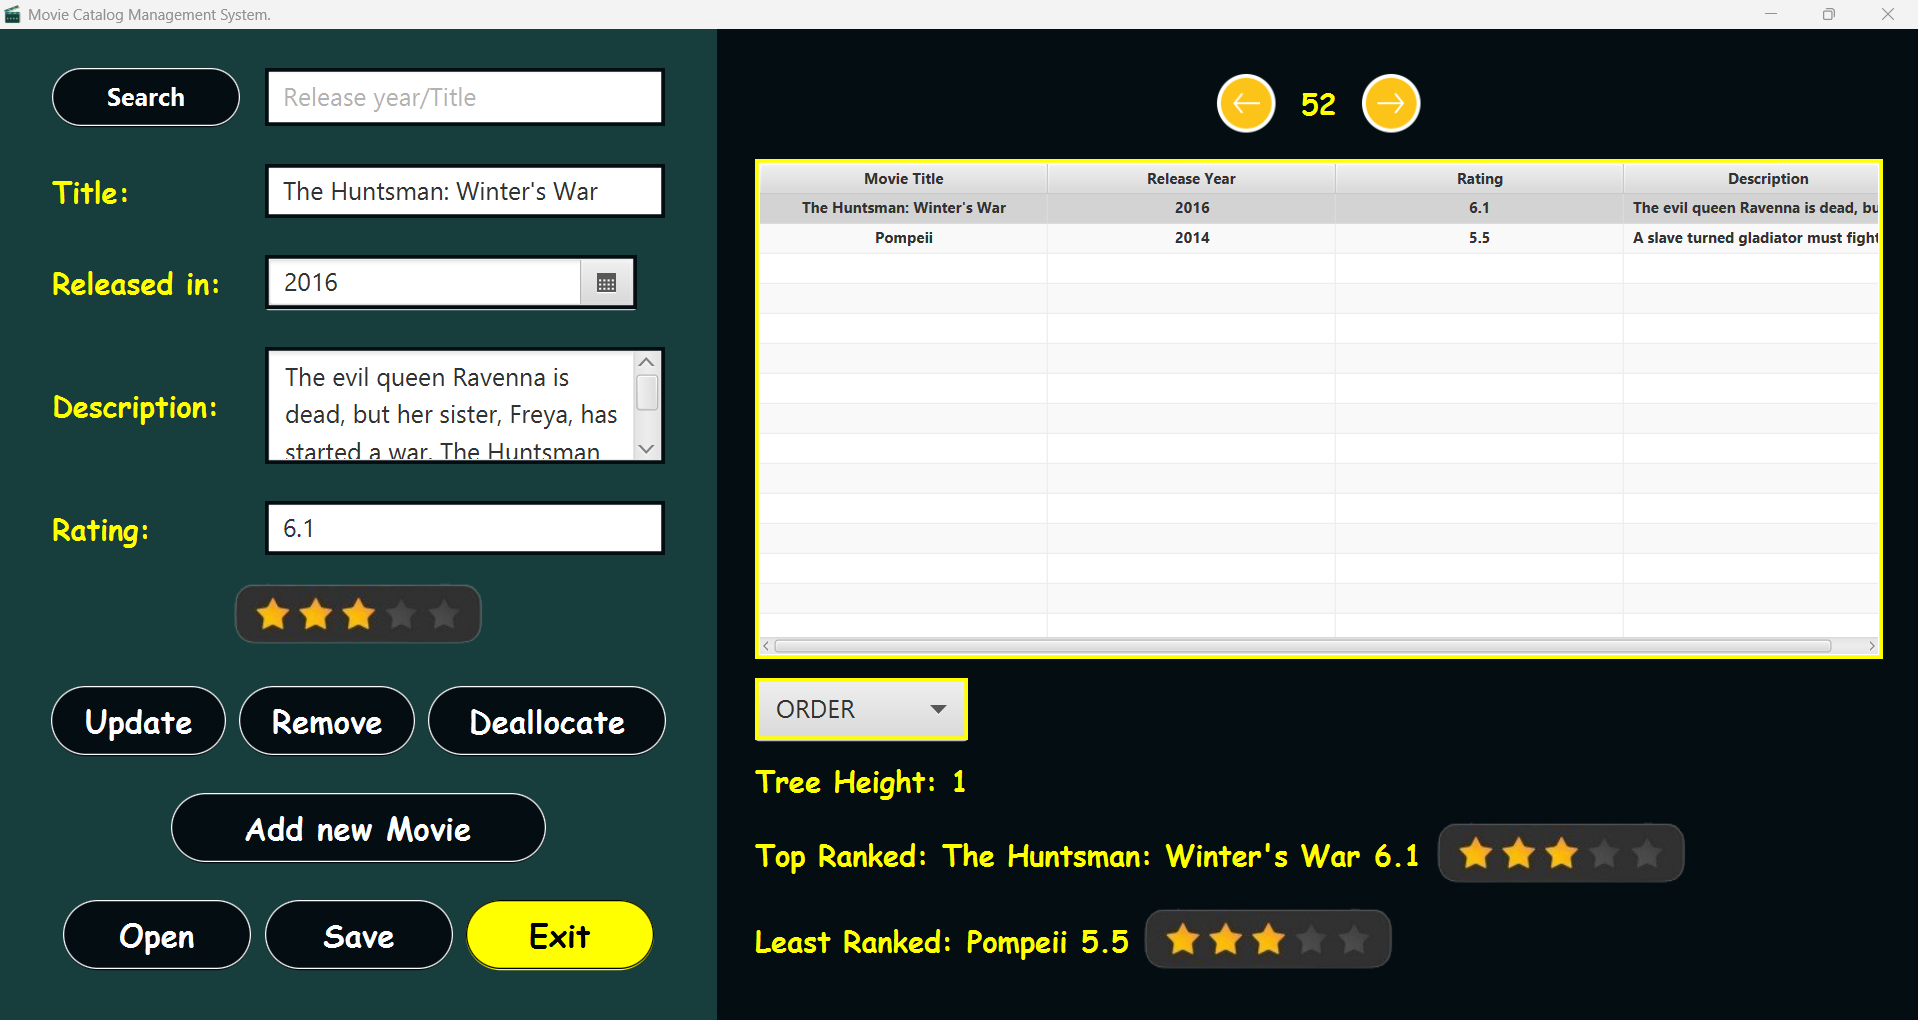 Movie Catalog Management System.
Search
Release year/Title
Title:
The Huntsman: Winter's War
Released in:
2016
Description:
The evil queen Ravenna is
dead, but her sister, Freya, has
started a war. The Huntsman
Rating:
6.1
Update
Remove
Deallocate
Add new Movie
Open
Save
Exit
52
Movie Title Release Year Rating Description
The Huntsman: Winter's War 2016 6.1 The evil queen Ravenna is dead, bu
Pompeii 2014 5.5 A slave turned gladiator must fight
ORDER
Tree Height: 1
Top Ranked: The Huntsman: Winter's War 6.1
Least Ranked: Pompeii 5.5